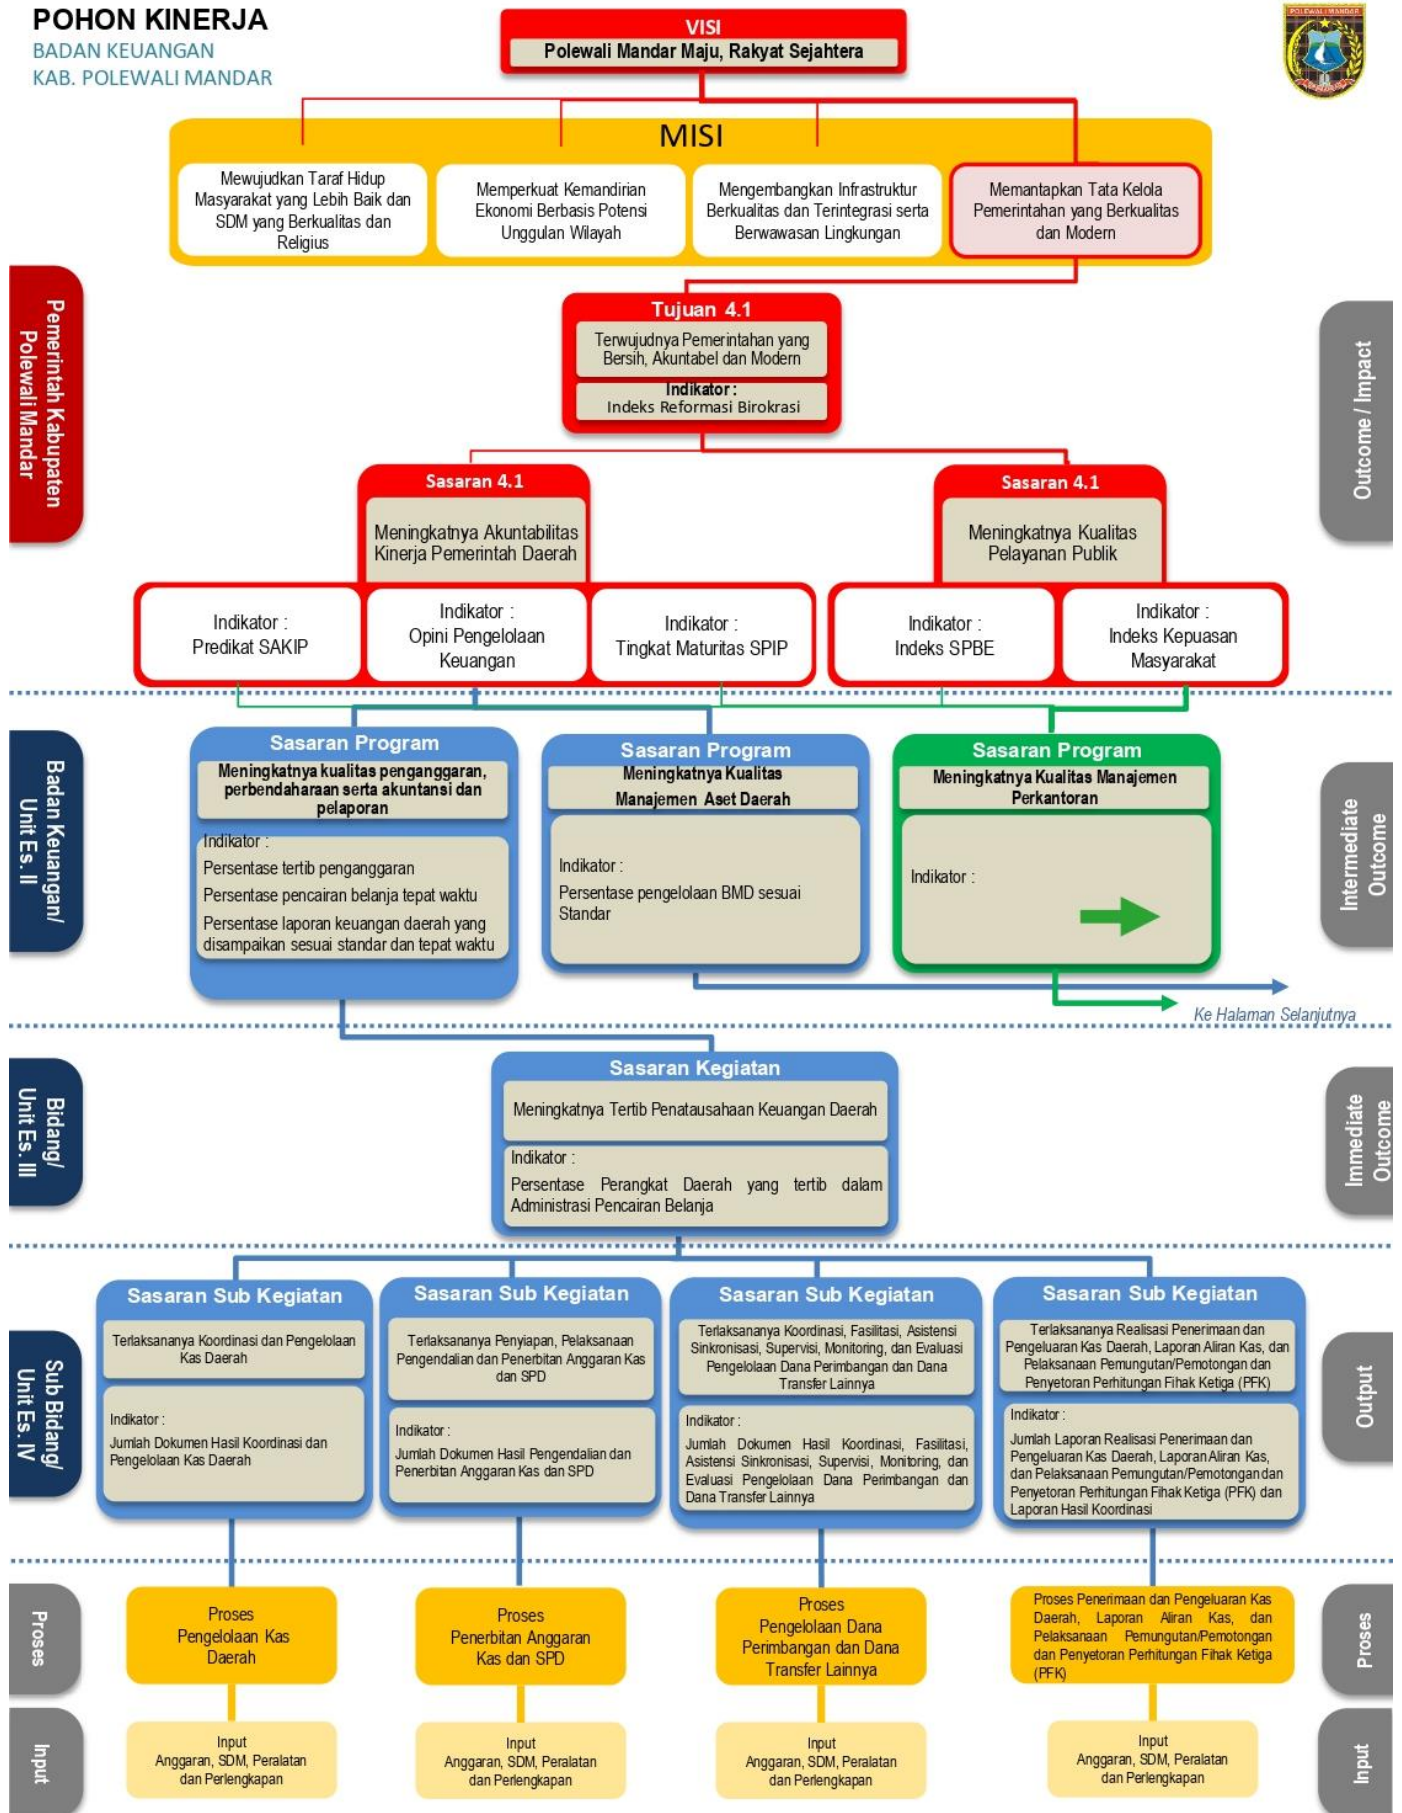 POHON KINERJA
BADAN KEUANGAN
KAB. POLEWALI MANDAR
VISI
Polewali Mandar Maju, Rakyat Sejahtera
POLEWALI MANDAR
MISI
Mewujudkan Taraf Hidup
Masyarakat yang Lebih Baik dan
SDM yang Berkualitas dan
Religius
Memperkuat Kemandirian
Ekonomi Berbasis Potensi
Unggulan Wilayah
Mengembangkan Infrastruktur
Berkualitas dan Terintegrasi serta
Berwawasan Lingkungan
Memantapkan Tata Kelola
Pemerintahan yang Berkualitas
dan Modern
Pemerintah Kabupaten
Polewali Mandar
Outcome / Impact
Tujuan 4.1
Terwujudnya Pemerintahan yang
Bersih, Akuntabel dan Modern
Indikator :
Indeks Reformasi Birokrasi
Sasaran 4.1
Meningkatnya Akuntabilitas
Kinerja Pemerintah Daerah
Sasaran 4.1
Meningkatnya Kualitas
Pelayanan Publik
Indikator :
Predikat SAKIP
Indikator :
Opini Pengelolaan
Keuangan
Indikator :
Tingkat Maturitas SPIP
Indikator :
Indeks SPBE
Indikator :
Indeks Kepuasan
Masyarakat
Badan Keuangan/
Unit Es. II
Intermediate
Outcome
Sasaran Program
Meningkatnya kualitas penganggaran,
perbendaharaan serta akuntansi dan
pelaporan
Indikator :
Persentase tertib penganggaran
Persentase pencairan belanja tepat waktu
Persentase laporan keuangan daerah yang
disampaikan sesuai standar dan tepat waktu
Sasaran Program
Meningkatnya Kualitas
Manajemen Aset Daerah
Indikator :
Persentase pengelolaan BMD sesuai
Standar
Sasaran Program
Meningkatnya Kualitas Manajemen
Perkantoran
Indikator :
Ke Halaman Selanjutnya
Bidang/
Unit Es. III
Immediate
Outcome
Sasaran Kegiatan
Meningkatnya Tertib Penatausahaan Keuangan Daerah
Indikator :
Persentase Perangkat Daerah yang tertib dalam
Administrasi Pencairan Belanja
Sub Bidang/
Unit Es. IV
Output
Sasaran Sub Kegiatan
Terlaksananya Koordinasi dan Pengelolaan
Kas Daerah
Indikator :
Jumlah Dokumen Hasil Koordinasi dan
Pengelolaan Kas Daerah
Sasaran Sub Kegiatan
Terlaksananya Penyiapan, Pelaksanaan
Pengendalian dan Penerbitan Anggaran Kas
dan SPD
Indikator :
Jumlah Dokumen Hasil Pengendalian dan
Penerbitan Anggaran Kas dan SPD
Sasaran Sub Kegiatan
Terlaksananya Koordinasi, Fasilitasi, Asistensi
Sinkronisasi, Supervisi, Monitoring, dan Evaluasi
Pengelolaan Dana Perimbangan dan Dana
Transfer Lainnya
Indikator :
Jumlah Dokumen Hasil Koordinasi, Fasilitasi,
Asistensi Sinkronisasi, Supervisi, Monitoring, dan
Evaluasi Pengelolaan Dana Perimbangan dan
Dana Transfer Lainnya
Sasaran Sub Kegiatan
Terlaksananya Realisasi Penerimaan dan
Pengeluaran Kas Daerah, Laporan Aliran Kas, dan
Pelaksanaan Pemungutan/Pemotongan dan
Penyetoran Perhitungan Fihak Ketiga (PFK)
Indikator :
Jumlah Laporan Realisasi Penerimaan dan
Pengeluaran Kas Daerah, Laporan Aliran Kas,
dan Pelaksanaan Pemungutan/Pemotongan dan
Penyetoran Perhitungan Fihak Ketiga (PFK) dan
Laporan Hasil Koordinasi
Proses
Proses
Pengelolaan Kas
Daerah
Proses
Penerbitan Anggaran
Kas dan SPD
Proses
Pengelolaan Dana
Perimbangan dan Dana
Transfer Lainnya
Proses Penerimaan dan Pengeluaran Kas
Daerah, Laporan Aliran Kas, dan
Pelaksanaan Pemungutan/Pemotongan
dan Penyetoran Perhitungan Fihak Ketiga
(PFK)
Proses
Input
Input
Anggaran, SDM, Peralatan
dan Perlengkapan
Input
Anggaran, SDM, Peralatan
dan Perlengkapan
Input
Anggaran, SDM, Peralatan
dan Perlengkapan
Input
Anggaran, SDM, Peralatan
dan Perlengkapan
Input